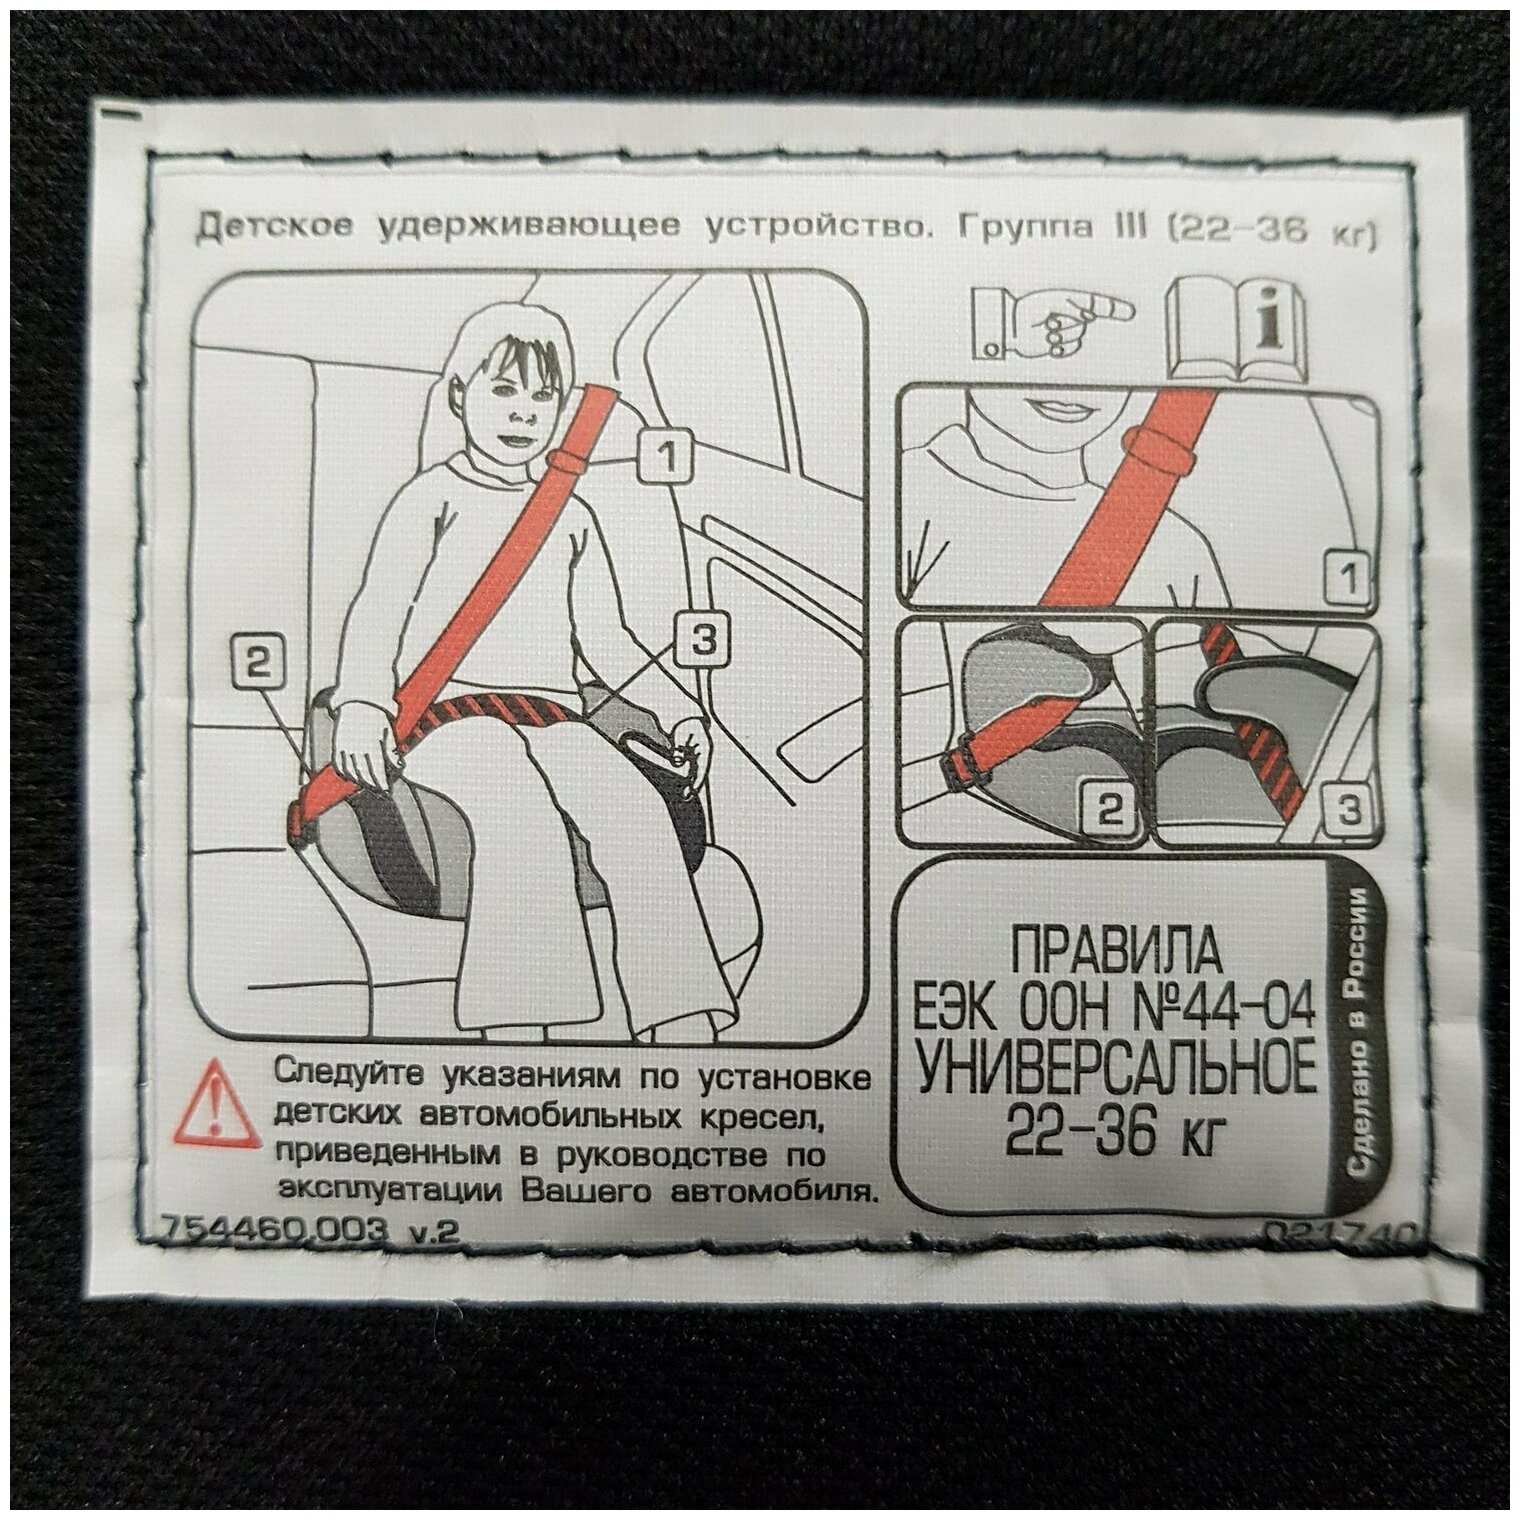 Детское удерживающее устройство. Группа III (22-36 кг)
i
1
2
3
1
2
3
ПРАВИЛА
ЕЭК ООН №44-04
УНИВЕРСАЛЬНОЕ
22-36 кг
Сделано в России
Следуйте указаниям по установке
детских автомобильных кресел,
приведенным в руководстве по
эксплуатации Вашего автомобиля.
754460.003 v.2
021740